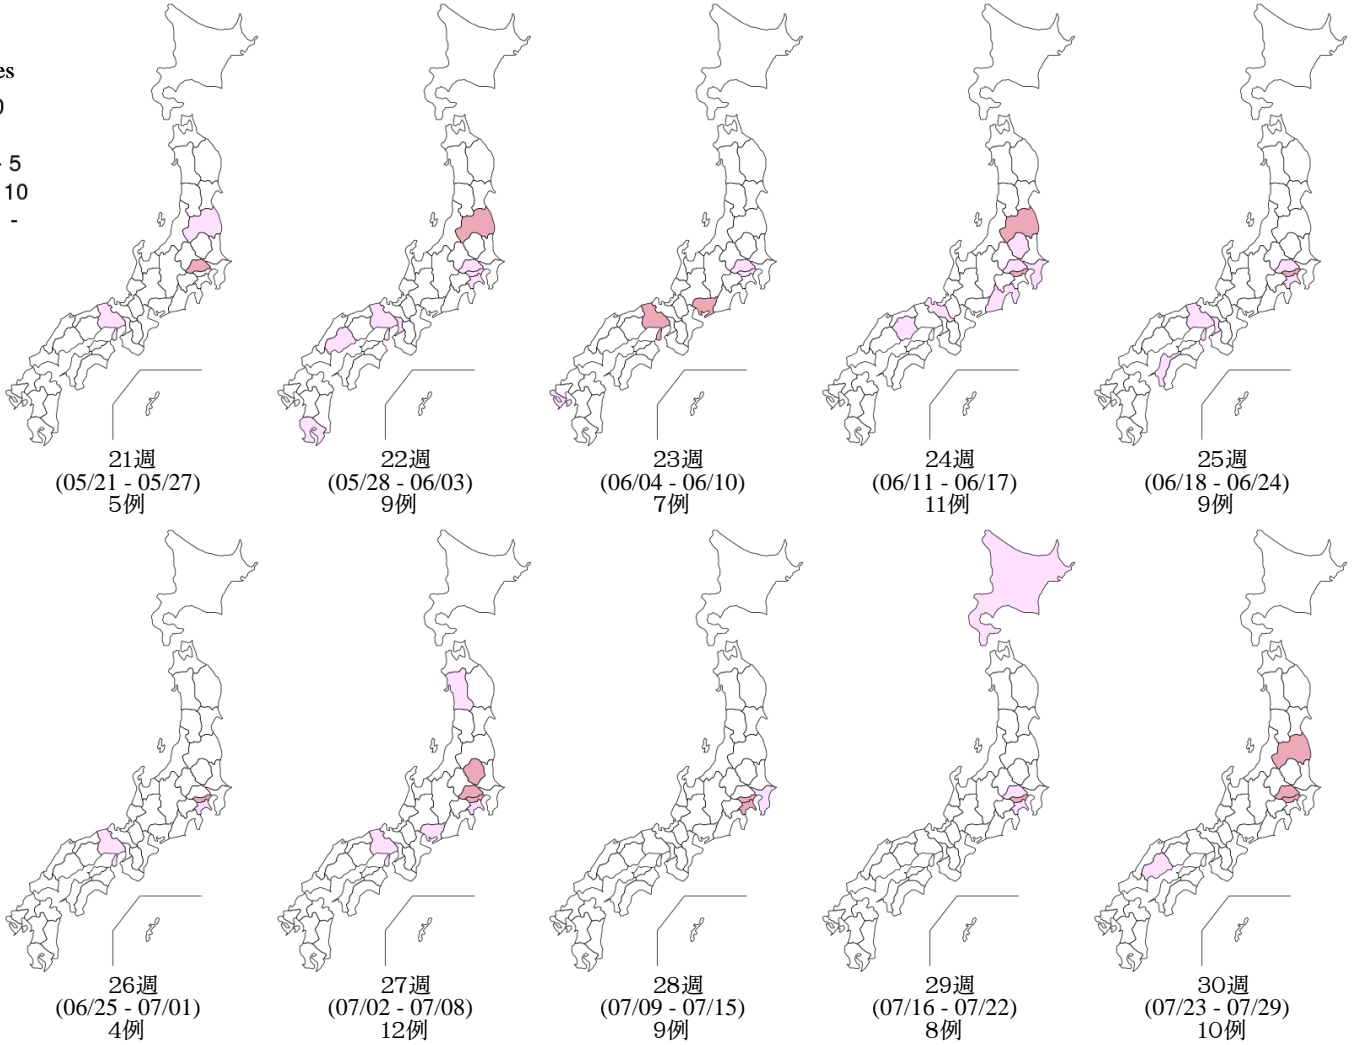 es
0
- 5
10
-
21週
(05/21 - 05/27)
5例
22週
(05/28 - 06/03)
9例
23週
(06/04 - 06/10)
7例
24週
(06/11 - 06/17)
11例
25週
(06/18 - 06/24)
9例
26週
(06/25 - 07/01)
4例
27週
(07/02 - 07/08)
12例
28週
(07/09 - 07/15)
9例
29週
(07/16 - 07/22)
8例
30週
(07/23 - 07/29)
10例